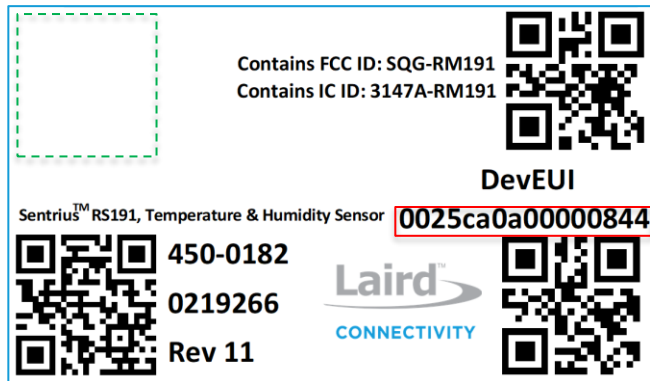 Contains FCC ID: SQG-RM191
Contains IC ID: 3147A-RM191
DevEUI
Sentrius™ RS191, Temperature & Humidity Sensor
0025ca0a00000844
450-0182
0219266
Rev 11
Laird™
CONNECTIVITY